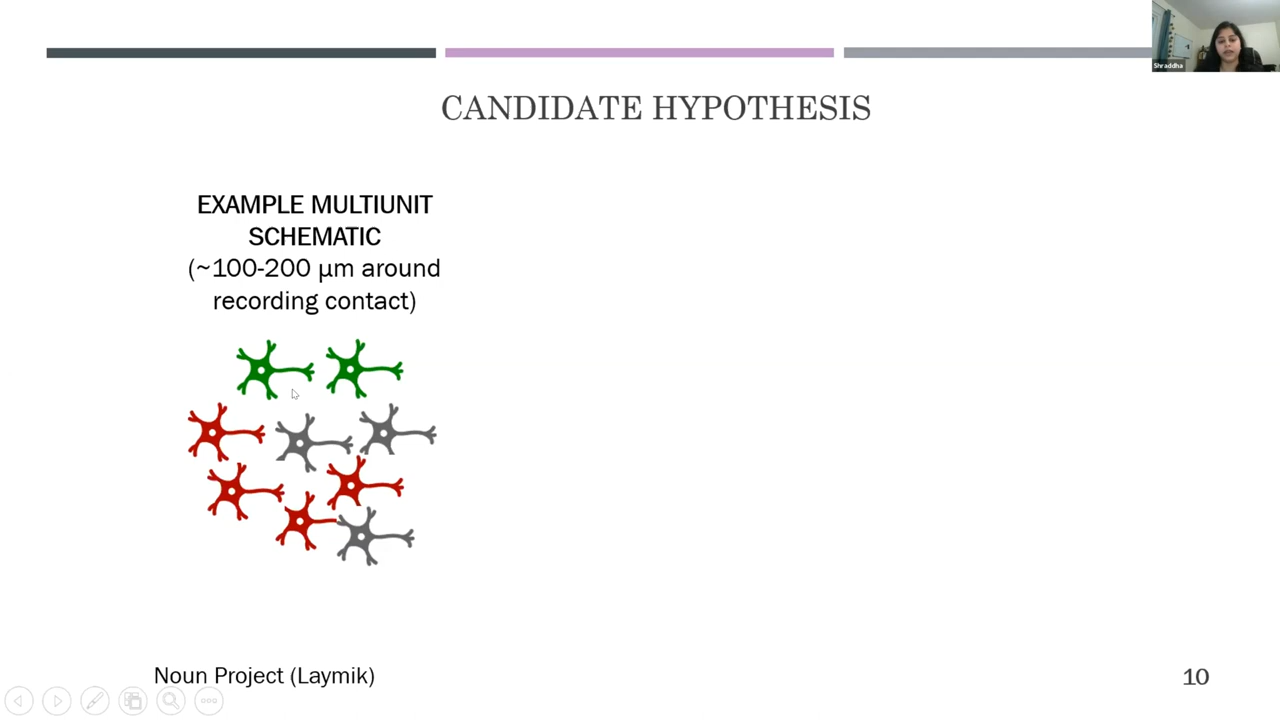 Shraddha
CANDIDATE HYPOTHESIS
EXAMPLE MULTIUNIT
SCHEMATIC
(~100-200 µm around
recording contact)
Noun Project (Laymik)
10